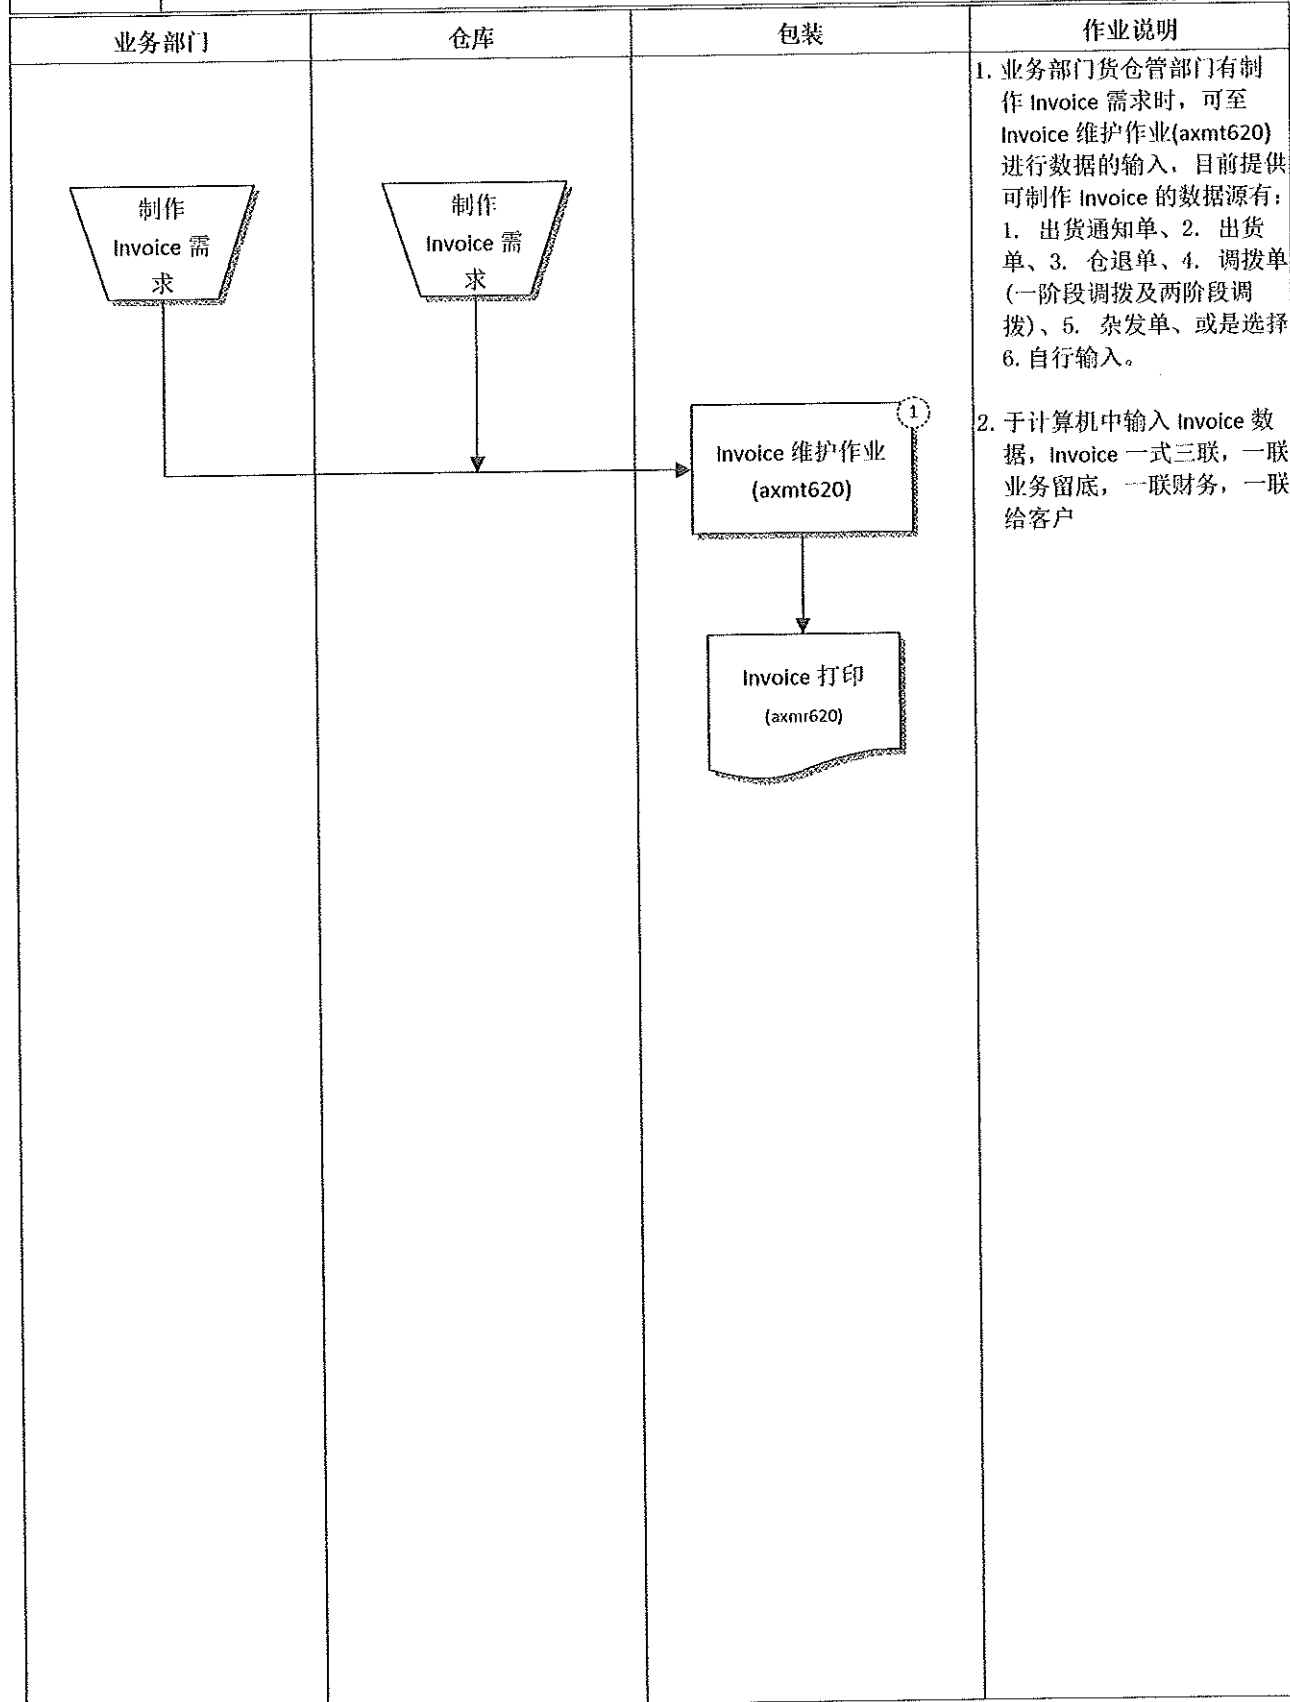 业务部门
仓库
包装
作业说明
制作
Invoice 需
求
制作
Invoice 需
求
1
Invoice 维护作业
(axmt620)
Invoice 打印
(axmr620)
1. 业务部门货仓管部门有制
作 Invoice 需求时，可至
Invoice 维护作业(axmt620)
进行数据的输入，目前提供
可制作 Invoice 的数据源有：
1. 出货通知单、2. 出货
单、3. 仓退单、4. 调拨单
(一阶段调拨及两阶段调
拨)、5. 杂发单、或是选择
6.自行输入。
2. 于计算机中输入 Invoice 数
据，Invoice 一式三联，一联
业务留底，一联财务，一联
给客户